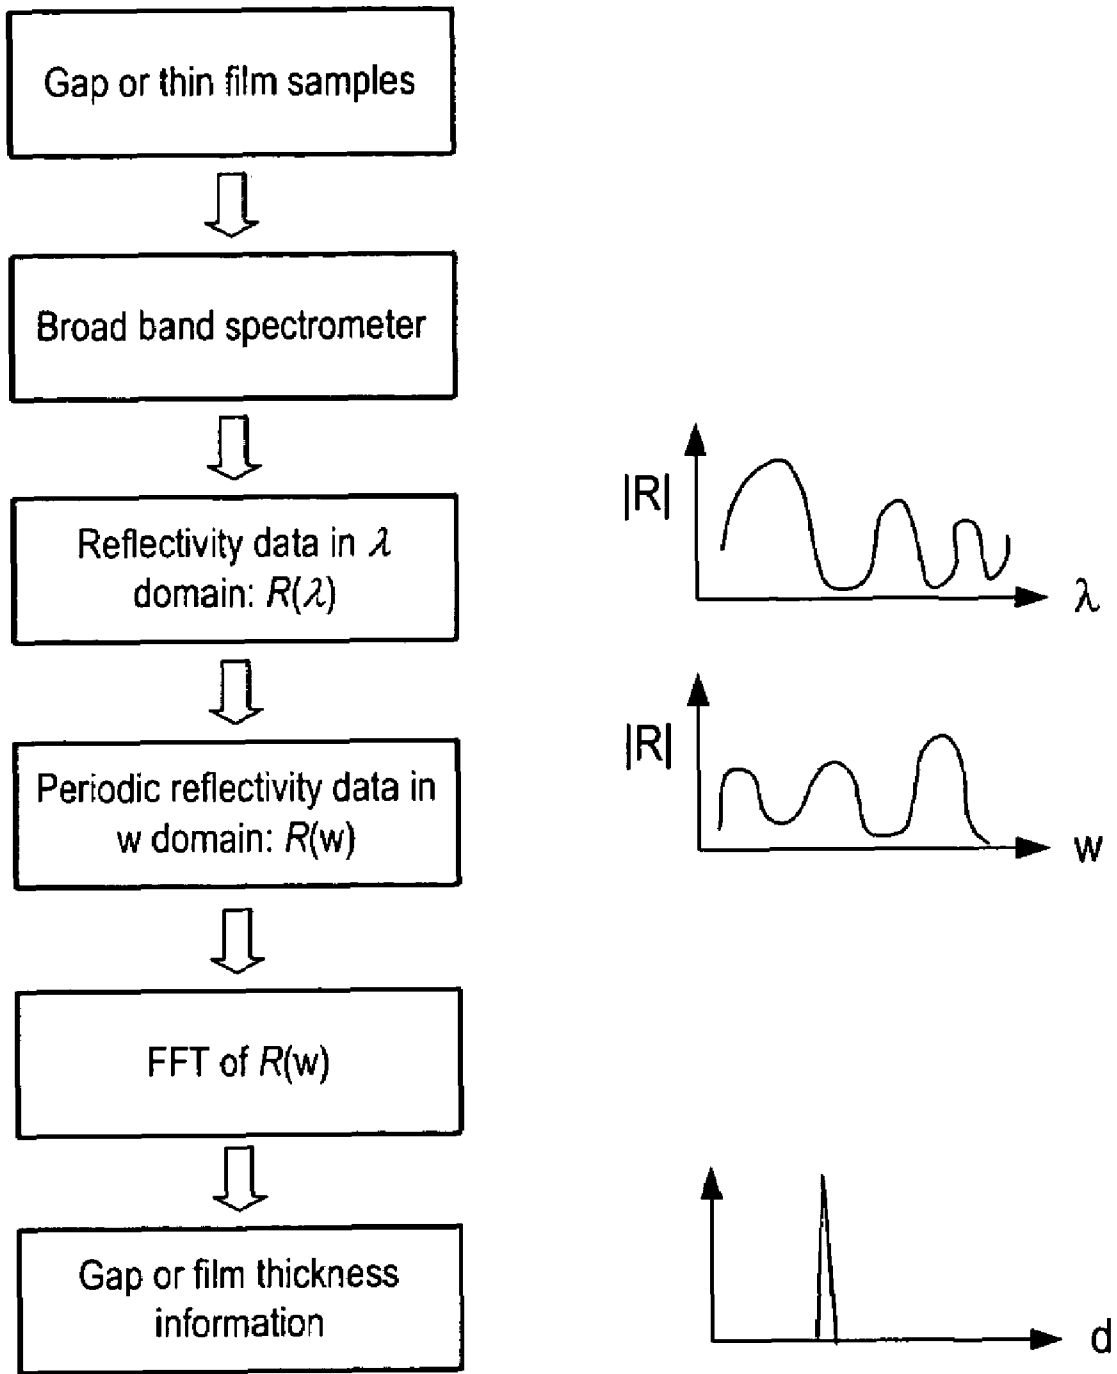 Gap or thin film samples
Broad band spectrometer
Reflectivity data in λ
domain: R(λ)
|R|
λ
Periodic reflectivity data in
w domain: R(w)
|R|
w
FFT of R(w)
Gap or film thickness
information
d